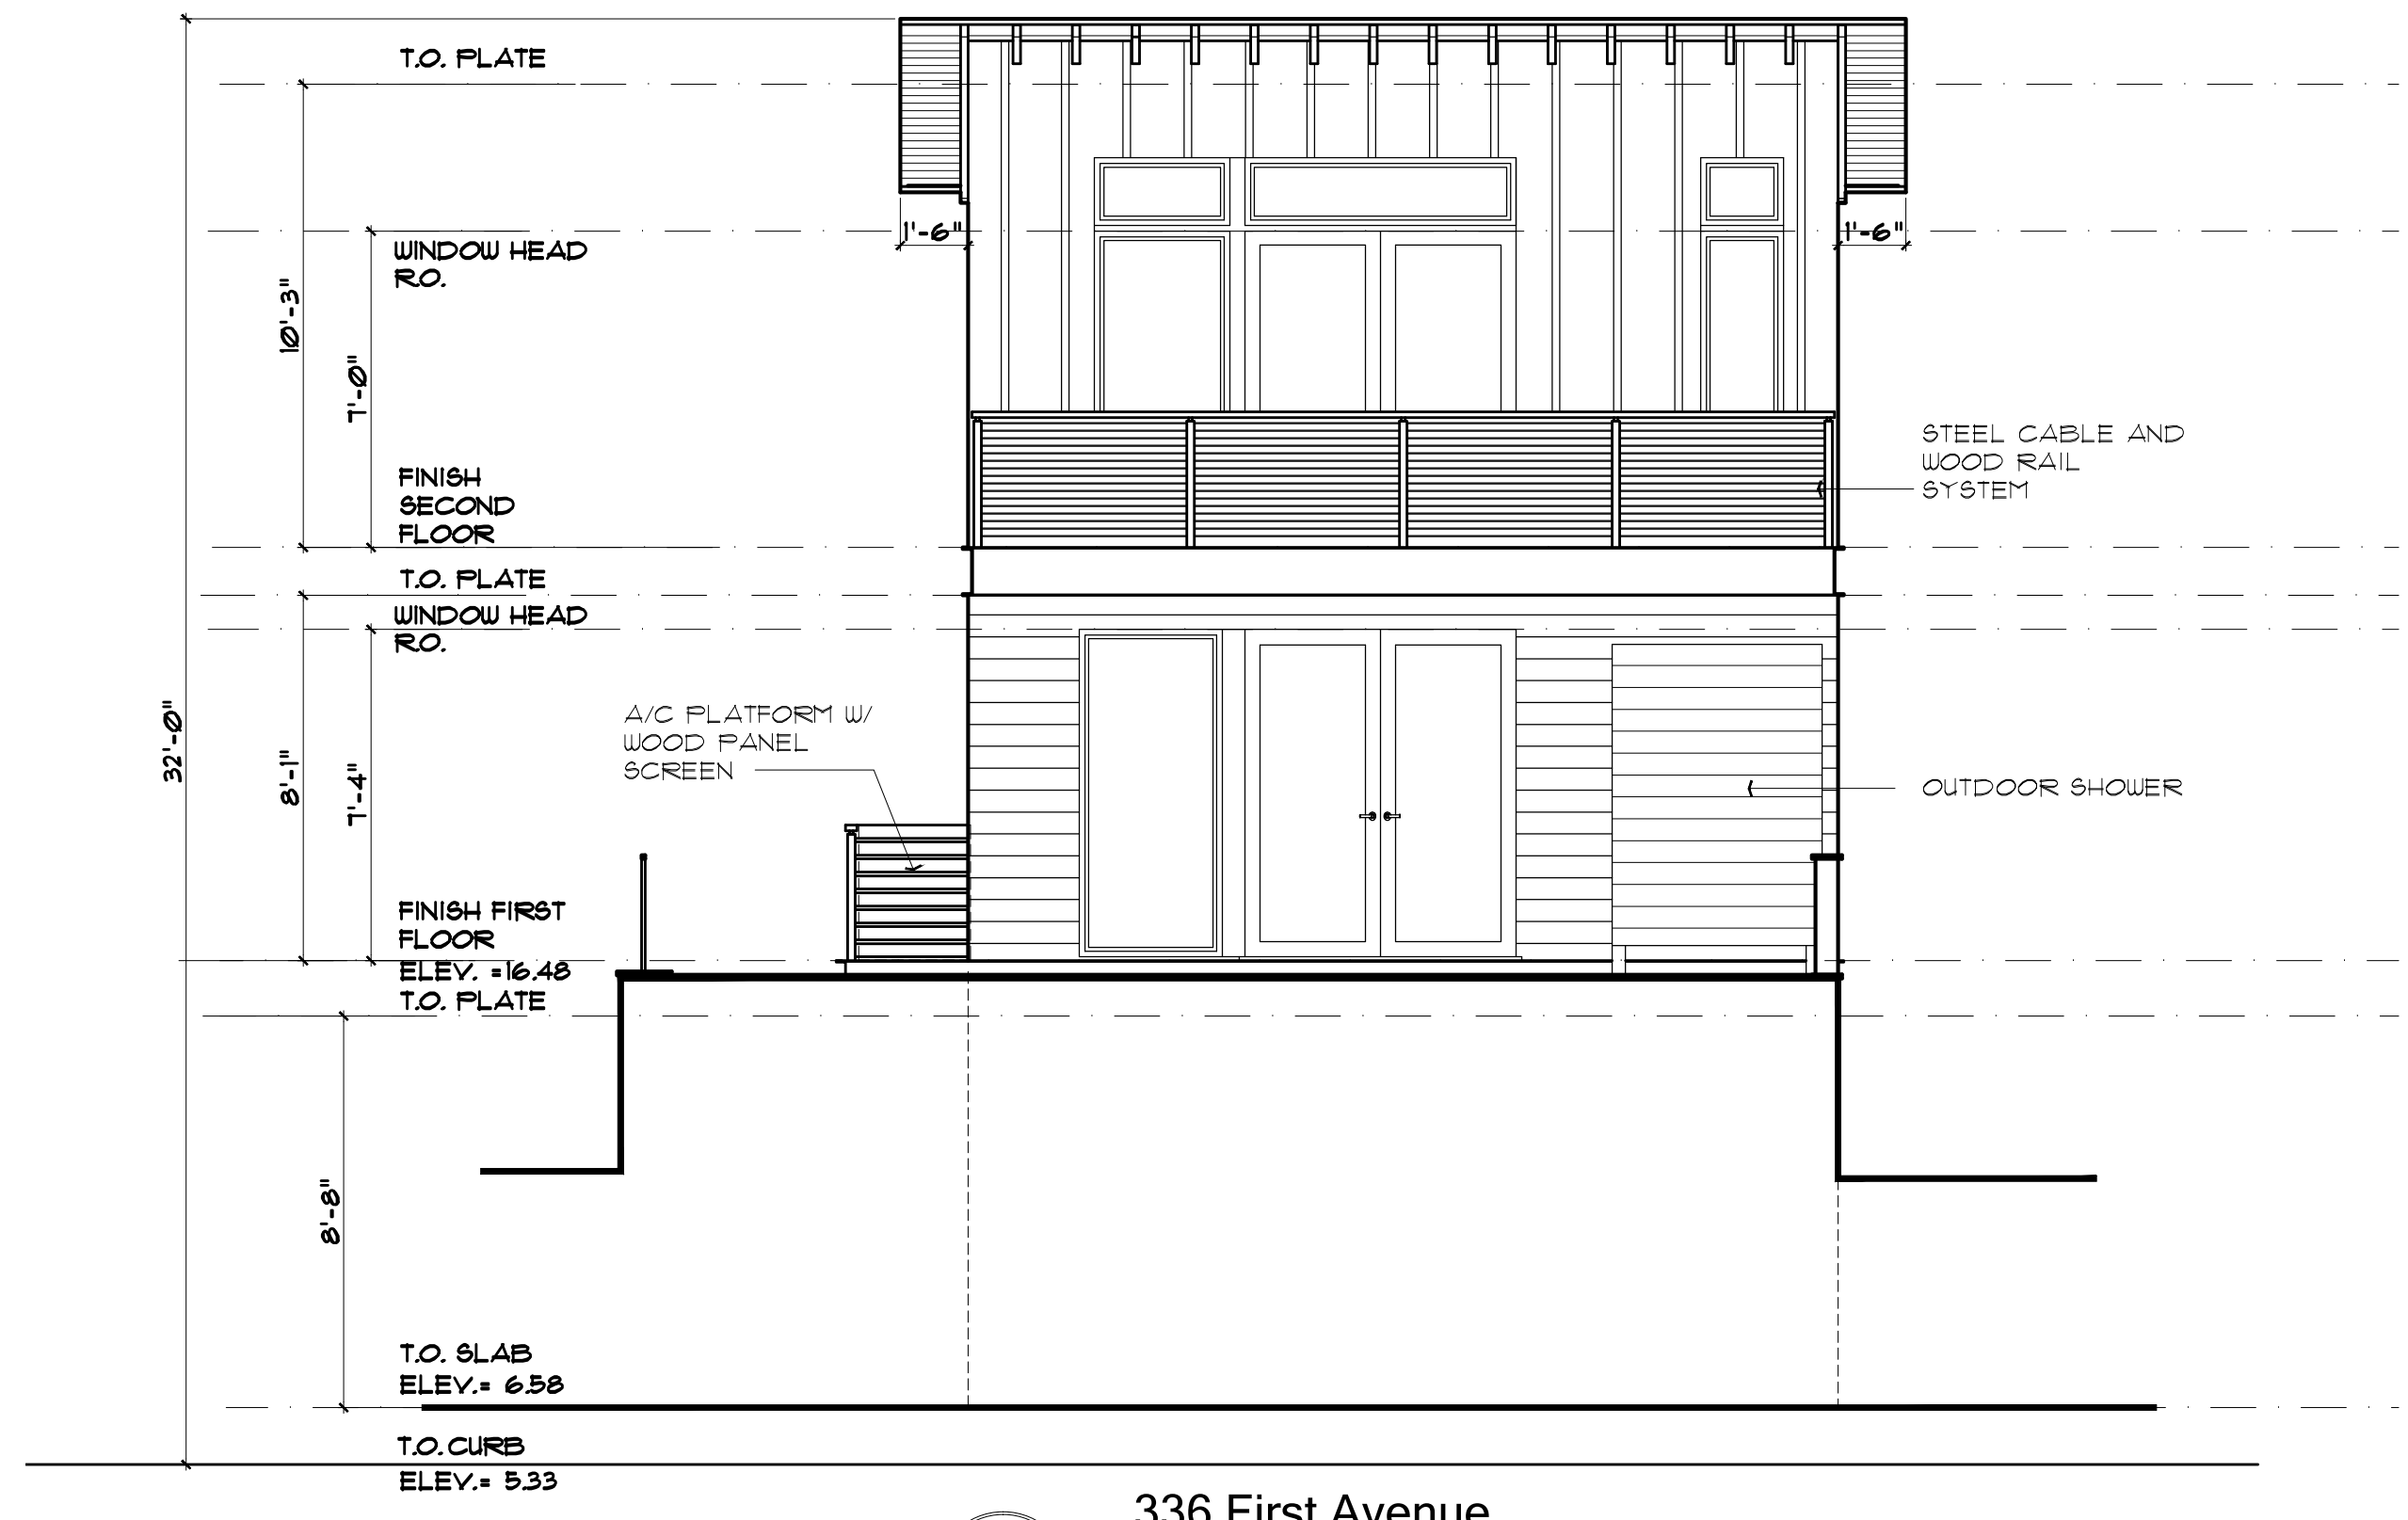 T.O. PLATE
1'-6"
1'-6"
WINDOW HEAD
R.O.
10'-3"
7'-0"
STEEL CABLE AND
WOOD RAIL
SYSTEM
FINISH
SECOND
FLOOR
T.O. PLATE
WINDOW HEAD
R.O.
32'-0"
8'-1"
7'-4"
A/C PLATFORM W/
WOOD PANEL
SCREEN
OUTDOOR SHOWER
FINISH FIRST
FLOOR
ELEV. =16.48
T.O. PLATE
8'-8"
T.O. SLAB
ELEV.= 6.58
T.O. CURB
ELEV.= 5.33
336 First Avenue